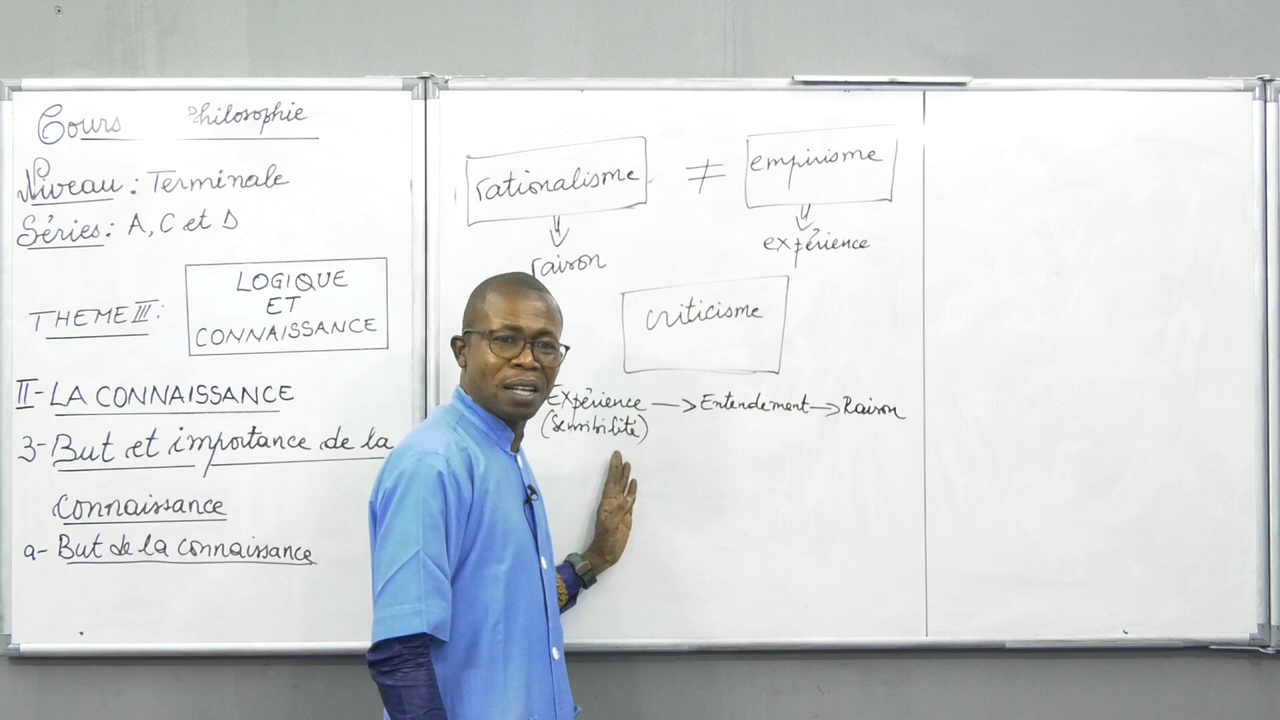 Cours Philosophie
Niveau : Terminale
Séries : A, C et D
THEME III :
LOGIQUE
ET
CONNAISSANCE
II- LA CONNAISSANCE
3- But et importance de la
connaissance
a- But de la connaissance
rationalisme ≠ empirisme
raison
expérience
criticisme
Expérience → Entendement → Raison
(Sensibilité)